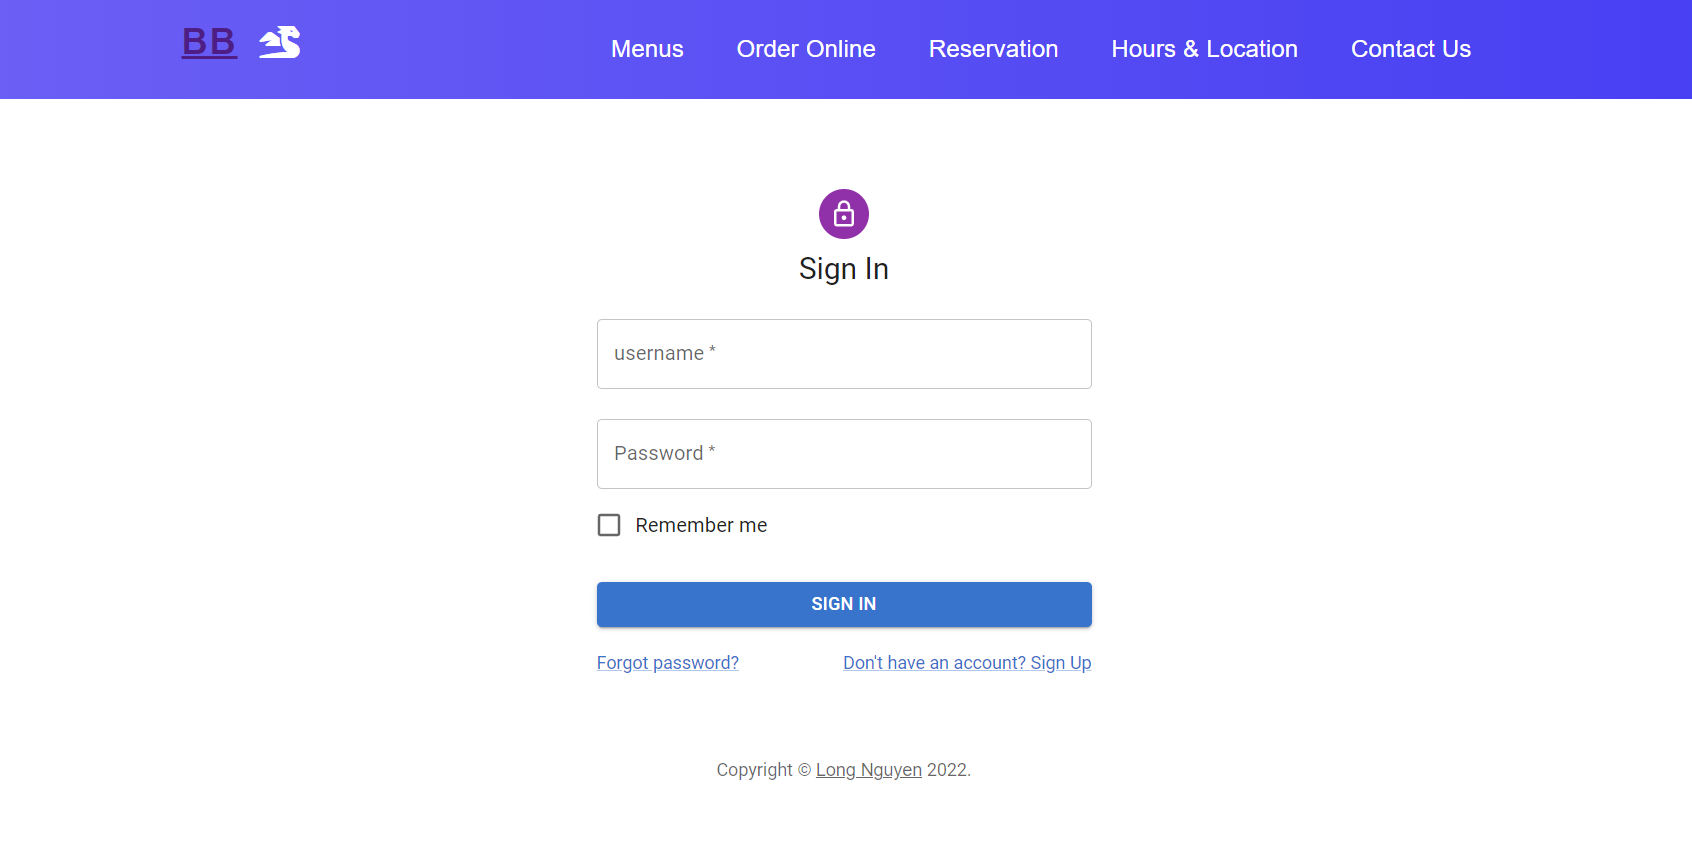 BB
Menus Order Online Reservation Hours & Location Contact Us
Sign In
username *
Password *
Remember me
SIGN IN
Forgot password? Don't have an account? Sign Up
Copyright © Long Nguyen 2022.